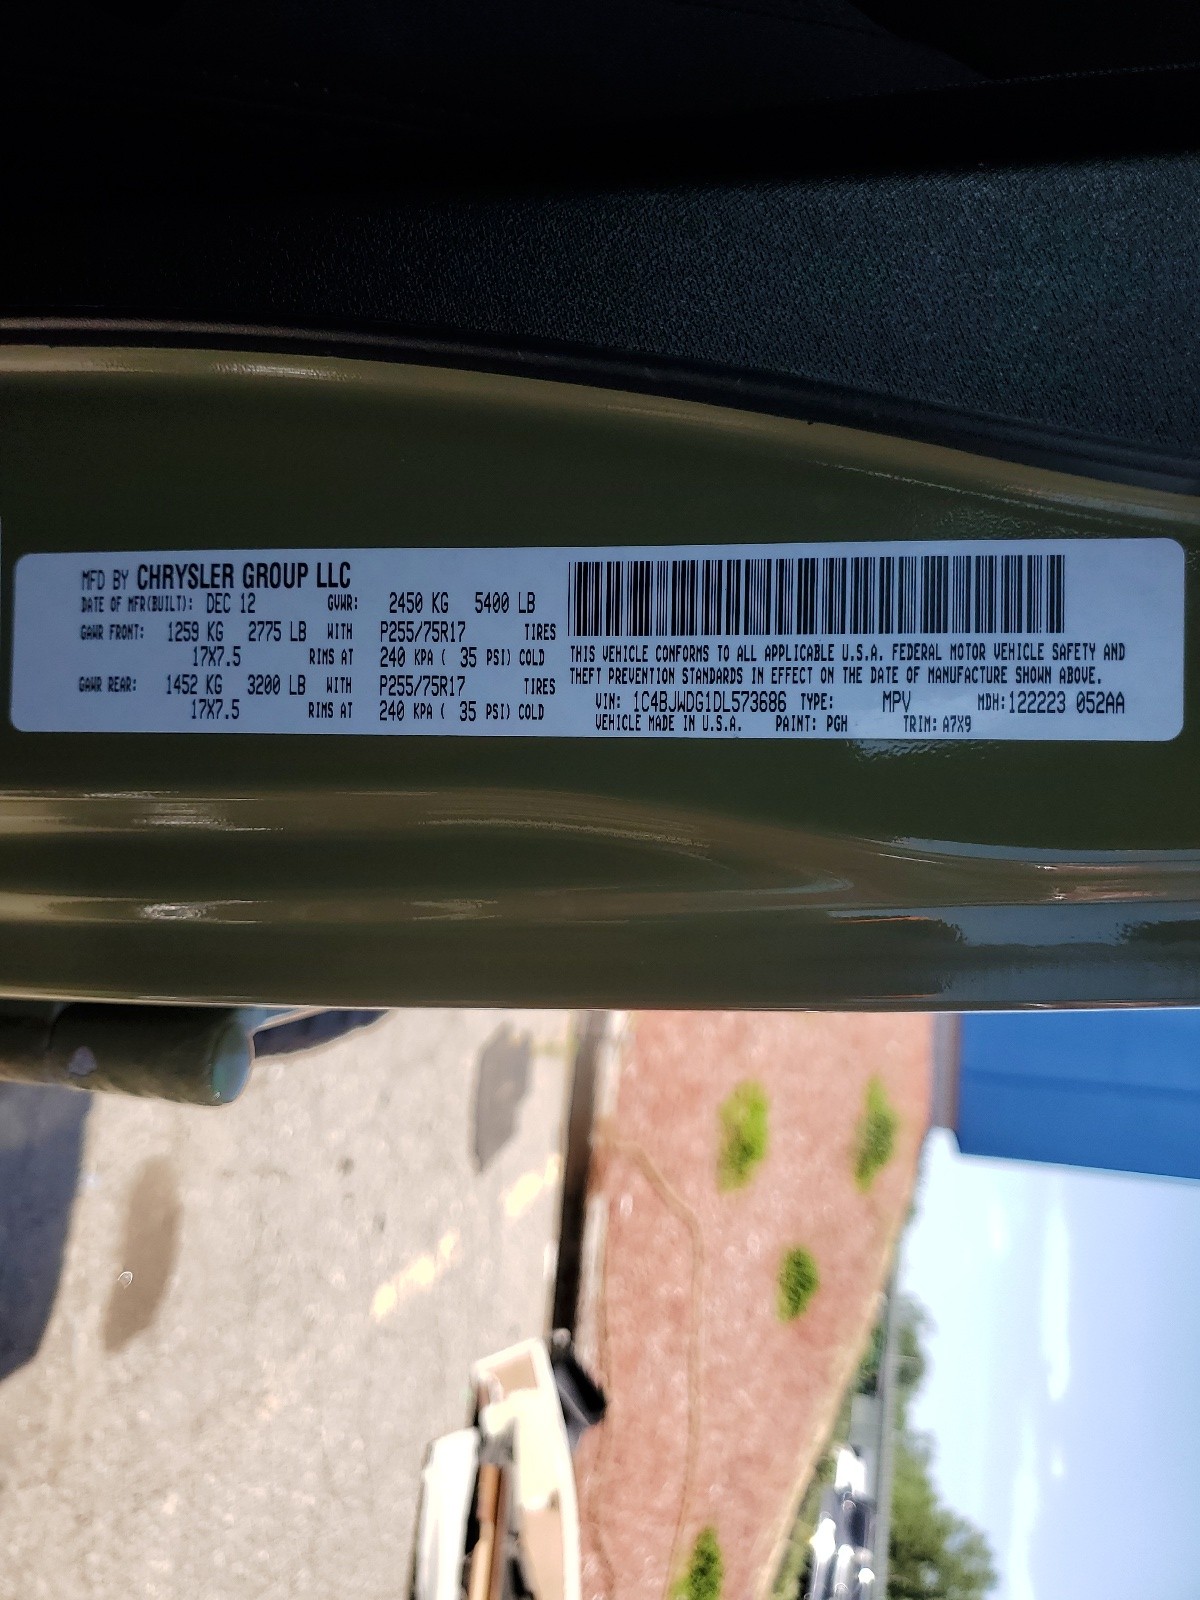 MFD BY CHRYSLER GROUP LLC
DATE OF MFR(BUILT): DEC 12 GVWR: 2450 KG 5400 LB
GAWR FRONT: 1259 KG 2775 LB WITH P255/75R17 TIRES
17X7.5 RIMS AT 240 KPA ( 35 PSI) COLD
GAWR REAR: 1452 KG 3200 LB WITH P255/75R17 TIRES
17X7.5 RIMS AT 240 KPA ( 35 PSI) COLD
THIS VEHICLE CONFORMS TO ALL APPLICABLE U.S.A. FEDERAL MOTOR VEHICLE SAFETY AND
THEFT PREVENTION STANDARDS IN EFFECT ON THE DATE OF MANUFACTURE SHOWN ABOVE.
VIN: 1C4BJWDG1DL573686 TYPE: MPV MDH: 122223 052AA
VEHICLE MADE IN U.S.A. PAINT: PGH TRIM: A7X9